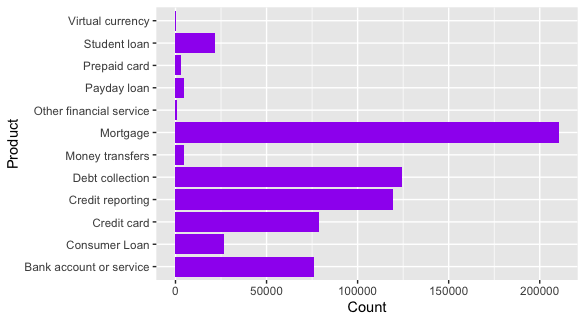 Virtual currency
Student loan
Prepaid card
Payday loan
Other financial service
Mortgage
Money transfers
Debt collection
Credit reporting
Credit card
Consumer Loan
Bank account or service
Product
0 50000 100000 150000 200000
Count